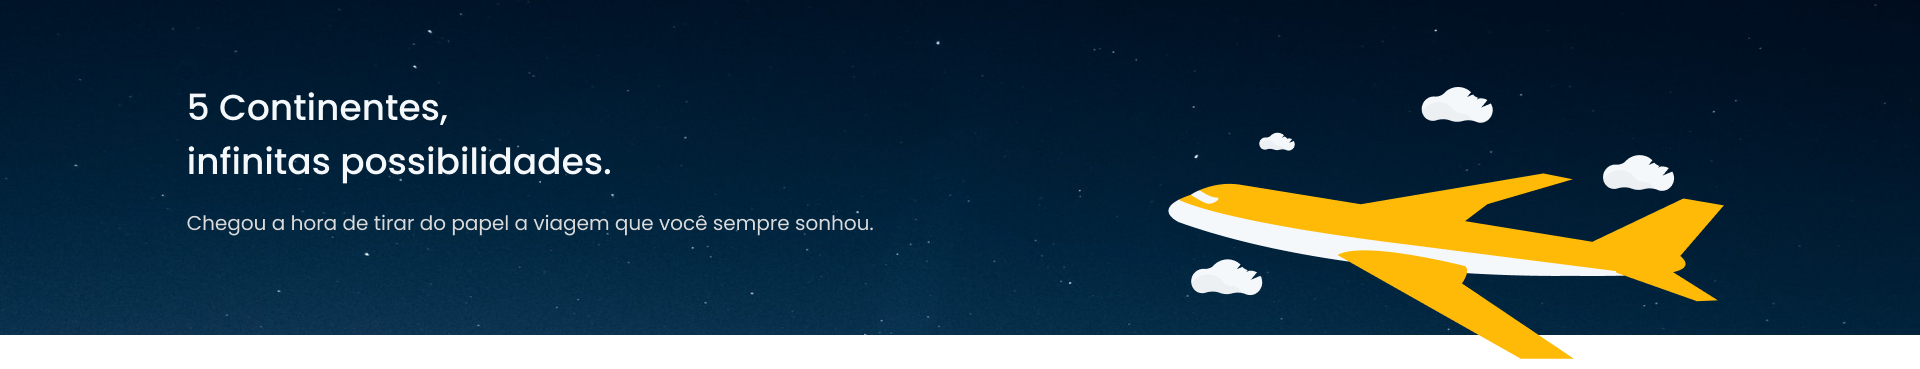 5 Continentes,
infinitas possibilidades.
Chegou a hora de tirar do papel a viagem que você sempre sonhou.